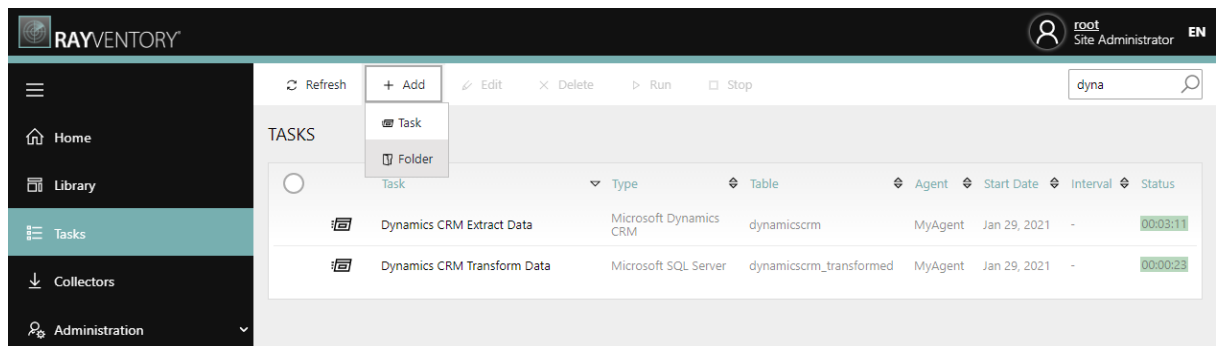 RAYVENTORY®
root
Site Administrator
EN
Refresh + Add Edit Delete Run Stop
dyna
Task
Folder
Home
Library
Tasks
Collectors
Administration
TASKS
Task Type Table Agent Start Date Interval Status
Dynamics CRM Extract Data Microsoft Dynamics CRM dynamicscrm MyAgent Jan 29, 2021 - 00:03:11
Dynamics CRM Transform Data Microsoft SQL Server dynamicscrm_transformed MyAgent Jan 29, 2021 - 00:00:23